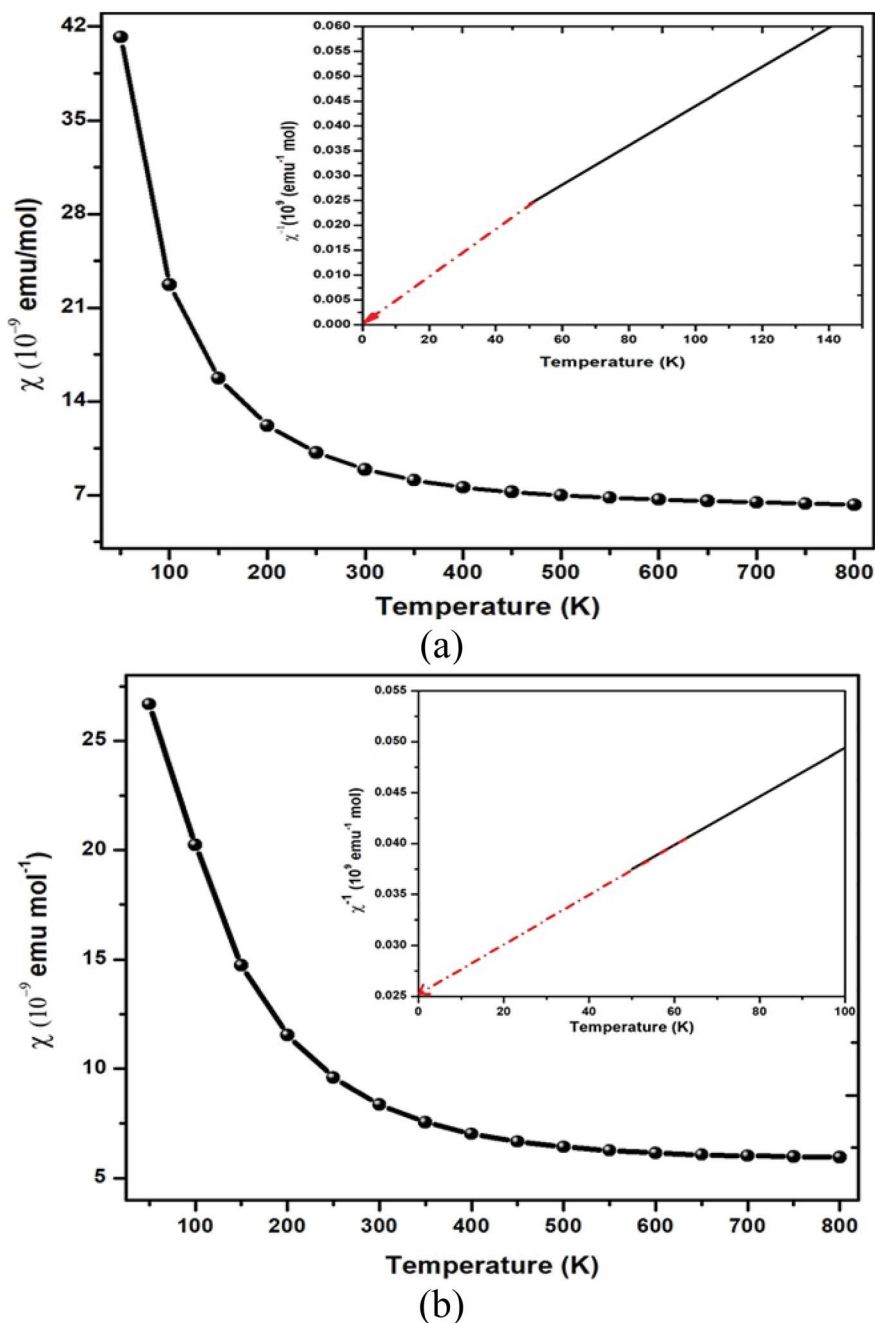 42
35
28
21
14
7
χ (10⁻⁹ emu/mol)
100 200 300 400 500 600 700 800
Temperature (K)
0.060
0.055
0.050
0.045
0.040
0.035
0.030
0.025
0.020
0.015
0.010
0.005
0.000
χ⁻¹(10⁹ (emu⁻¹ mol)
0 20 40 60 80 100 120 140
Temperature (K)
(a)
25
20
15
10
5
χ (10⁻⁹ emu mol⁻¹)
100 200 300 400 500 600 700 800
Temperature (K)
0.055
0.050
0.045
0.040
0.035
0.030
0.025
χ⁻¹ (10⁹ emu⁻¹ mol)
0 20 40 60 80 100
Temperature (K)
(b)